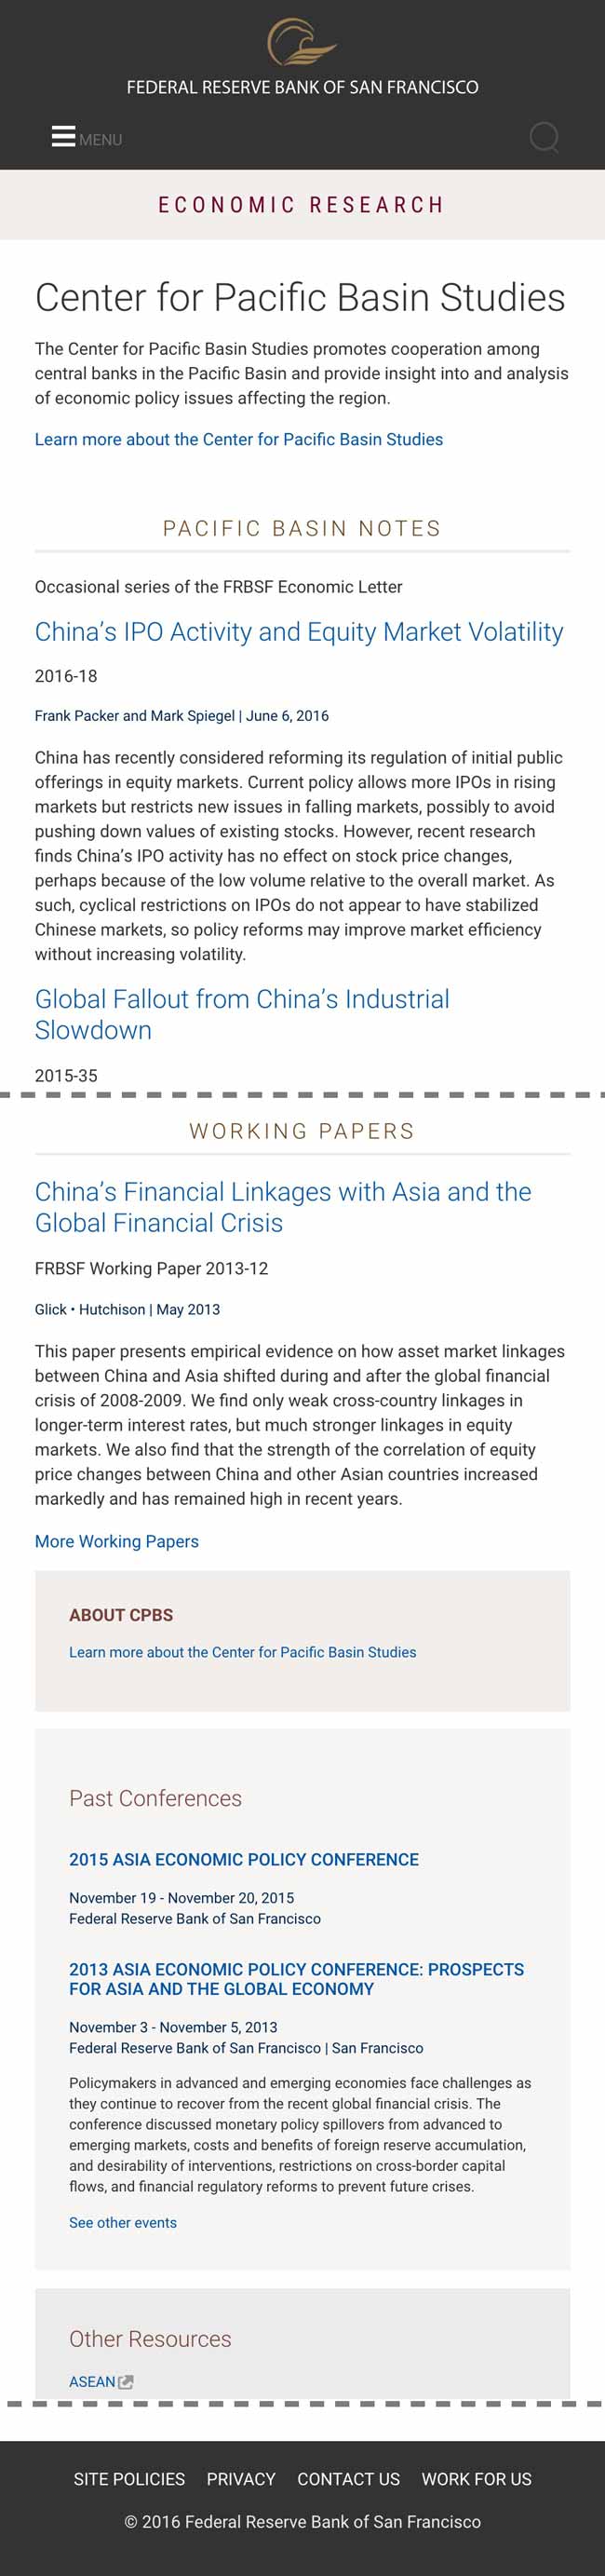 FEDERAL RESERVE BANK OF SAN FRANCISCO
MENU
ECONOMIC RESEARCH
Center for Pacific Basin Studies
The Center for Pacific Basin Studies promotes cooperation among
central banks in the Pacific Basin and provide insight into and analysis
of economic policy issues affecting the region.
Learn more about the Center for Pacific Basin Studies
PACIFIC BASIN NOTES
Occasional series of the FRBSF Economic Letter
China's IPO Activity and Equity Market Volatility
2016-18
Frank Packer and Mark Spiegel | June 6, 2016
China has recently considered reforming its regulation of initial public
offerings in equity markets. Current policy allows more IPOs in rising
markets but restricts new issues in falling markets, possibly to avoid
pushing down values of existing stocks. However, recent research
finds China's IPO activity has no effect on stock price changes,
perhaps because of the low volume relative to the overall market. As
such, cyclical restrictions on IPOs do not appear to have stabilized
Chinese markets, so policy reforms may improve market efficiency
without increasing volatility.
Global Fallout from China's Industrial
Slowdown
2015-35
WORKING PAPERS
China's Financial Linkages with Asia and the
Global Financial Crisis
FRBSF Working Paper 2013-12
Glick • Hutchison | May 2013
This paper presents empirical evidence on how asset market linkages
between China and Asia shifted during and after the global financial
crisis of 2008-2009. We find only weak cross-country linkages in
longer-term interest rates, but much stronger linkages in equity
markets. We also find that the strength of the correlation of equity
price changes between China and other Asian countries increased
markedly and has remained high in recent years.
More Working Papers
ABOUT CPBS
Learn more about the Center for Pacific Basin Studies
Past Conferences
2015 ASIA ECONOMIC POLICY CONFERENCE
November 19 - November 20, 2015
Federal Reserve Bank of San Francisco
2013 ASIA ECONOMIC POLICY CONFERENCE: PROSPECTS
FOR ASIA AND THE GLOBAL ECONOMY
November 3 - November 5, 2013
Federal Reserve Bank of San Francisco | San Francisco
Policymakers in advanced and emerging economies face challenges as
they continue to recover from the recent global financial crisis. The
conference discussed monetary policy spillovers from advanced to
emerging markets, costs and benefits of foreign reserve accumulation,
and desirability of interventions, restrictions on cross-border capital
flows, and financial regulatory reforms to prevent future crises.
See other events
Other Resources
ASEAN
SITE POLICIES PRIVACY CONTACT US WORK FOR US
© 2016 Federal Reserve Bank of San Francisco